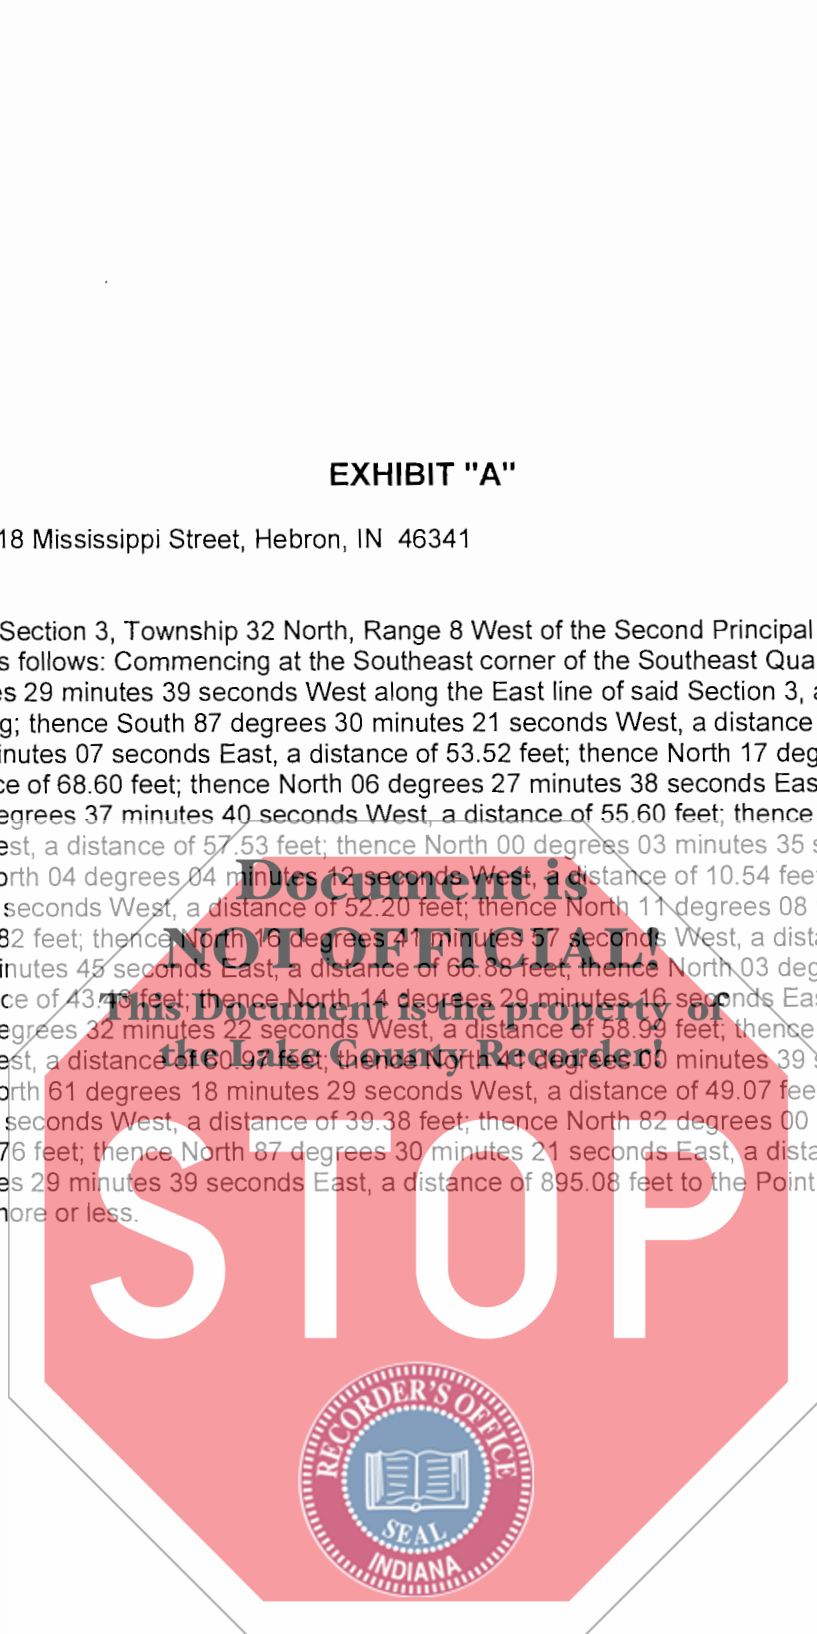 EXHIBIT "A"
18 Mississippi Street, Hebron, IN 46341
Section 3, Township 32 North, Range 8 West of the Second Principal
s follows: Commencing at the Southeast corner of the Southeast Qua
es 29 minutes 39 seconds West along the East line of said Section 3, a
g; thence South 87 degrees 30 minutes 21 seconds West, a distance
inutes 07 seconds East, a distance of 53.52 feet; thence North 17 deg
ce of 68.60 feet; thence North 06 degrees 27 minutes 38 seconds Eas
egrees 37 minutes 40 seconds West, a distance of 55.60 feet; thence
est, a distance of 57.53 feet; thence North 00 degrees 03 minutes 35 s
orth 04 degrees 04 minutes 12 seconds West, a distance of 10.54 fee
seconds West, a distance of 52.20 feet; thence North 11 degrees 08
82 feet; thence North 16 degrees 41 minutes 57 seconds West, a dista
inutes 45 seconds East, a distance of 66.88 feet; thence North 03 deg
ce of 43.48 feet; thence North 14 degrees 29 minutes 16 seconds Eas
egrees 32 minutes 22 seconds West, a distance of 58.99 feet; thence
est, a distance of 60.97 feet; thence North 41 degrees 00 minutes 39 s
orth 61 degrees 18 minutes 29 seconds West, a distance of 49.07 fee
seconds West, a distance of 39.38 feet; thence North 82 degrees 00
76 feet; thence North 87 degrees 30 minutes 21 seconds East, a dista
es 29 minutes 39 seconds East, a distance of 895.08 feet to the Point
nore or less.
Document is
NOT OFFICIAL!
This Document is the property of
the Lake County Recorder!
STOP
RECORDER'S OFFICE
SEAL
INDIANA